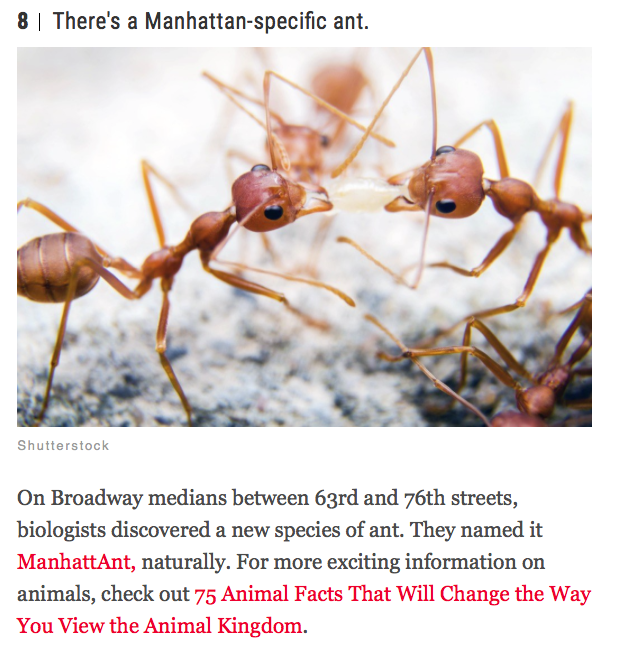 8 | There's a Manhattan-specific ant.
Shutterstock
On Broadway medians between 63rd and 76th streets,
biologists discovered a new species of ant. They named it
ManhattAnt, naturally. For more exciting information on
animals, check out 75 Animal Facts That Will Change the Way
You View the Animal Kingdom.